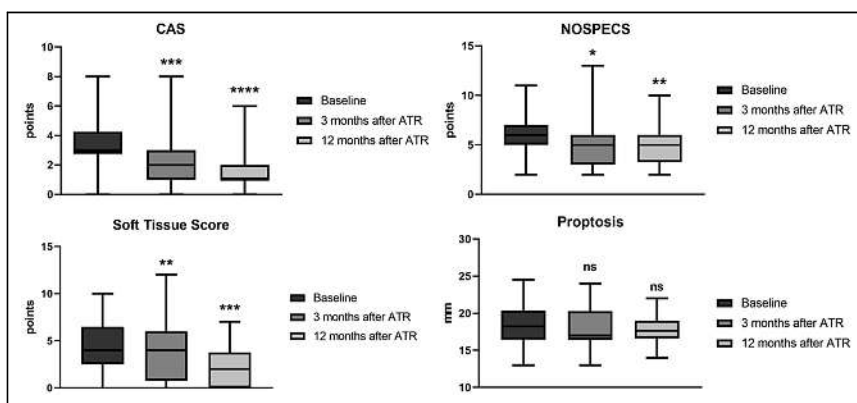 CAS
8
6
4
2
0
points
***
****
Baseline
3 months after ATR
12 months after ATR
NOSPECS
15
10
5
0
points
*
**
Baseline
3 months after ATR
12 months after ATR
Soft Tissue Score
15
10
5
0
points
**
***
Baseline
3 months after ATR
12 months after ATR
Proptosis
30
25
20
15
10
mm
ns
ns
Baseline
3 months after ATR
12 months after ATR